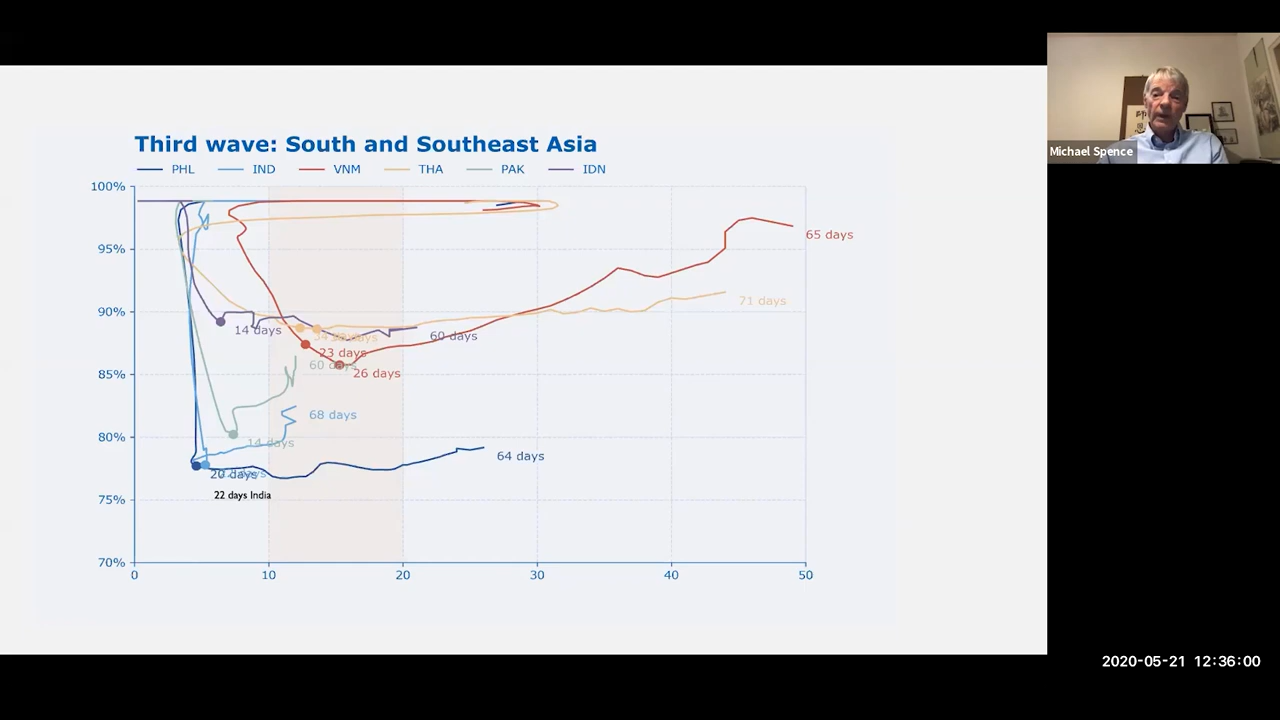 Third wave: South and Southeast Asia
PHL IND VNM THA PAK IDN
100%
95%
90%
85%
80%
75%
70%
0 10 20 30 40 50
65 days
71 days
14 days
60 days
23 days
60 days
26 days
68 days
14 days
64 days
20 days
22 days India
Michael Spence
2020-05-21 12:36:00